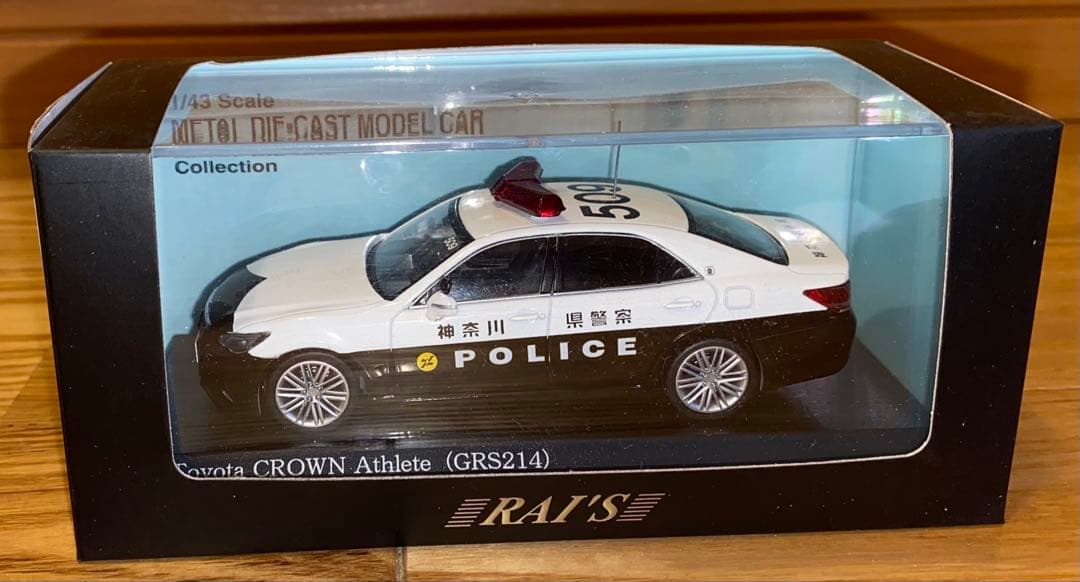 1/43 Scale
METAL DIE-CAST MODEL CAR
Collection
509
509
神奈川 県警察
POLICE
Toyota CROWN Athlete (GRS214)
RAI'S